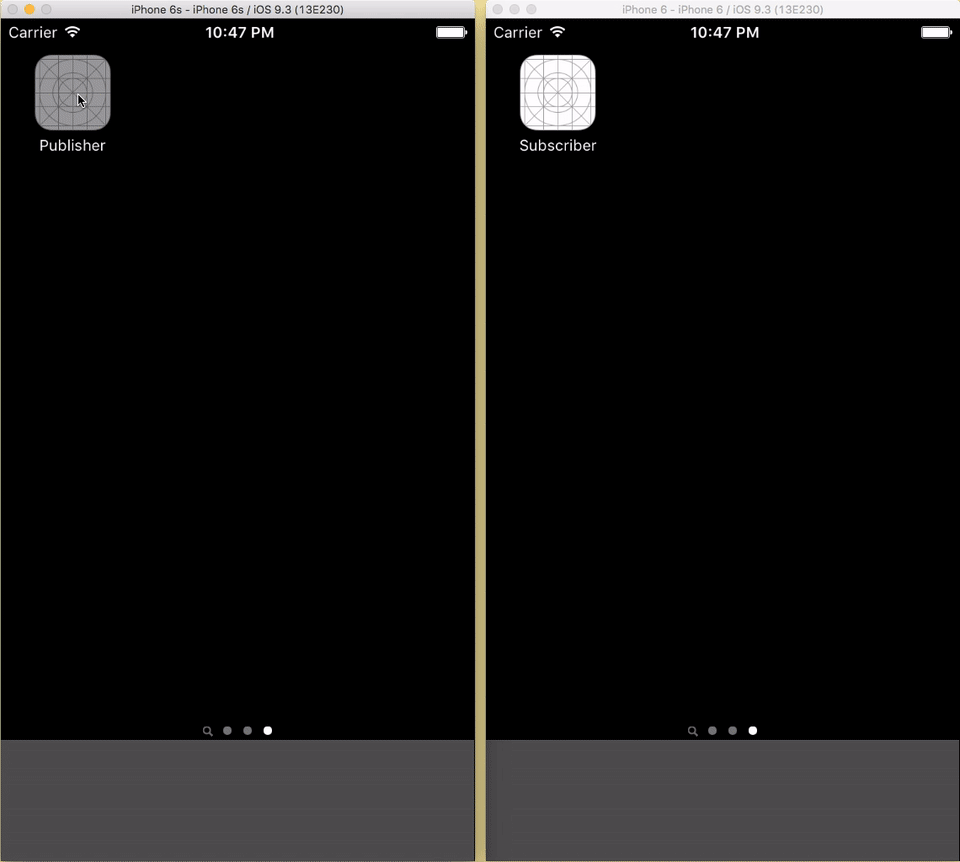 iPhone 6s - iPhone 6s / iOS 9.3 (13E230)
Carrier 10:47 PM
Publisher
iPhone 6 - iPhone 6 / iOS 9.3 (13E230)
Carrier 10:47 PM
Subscriber